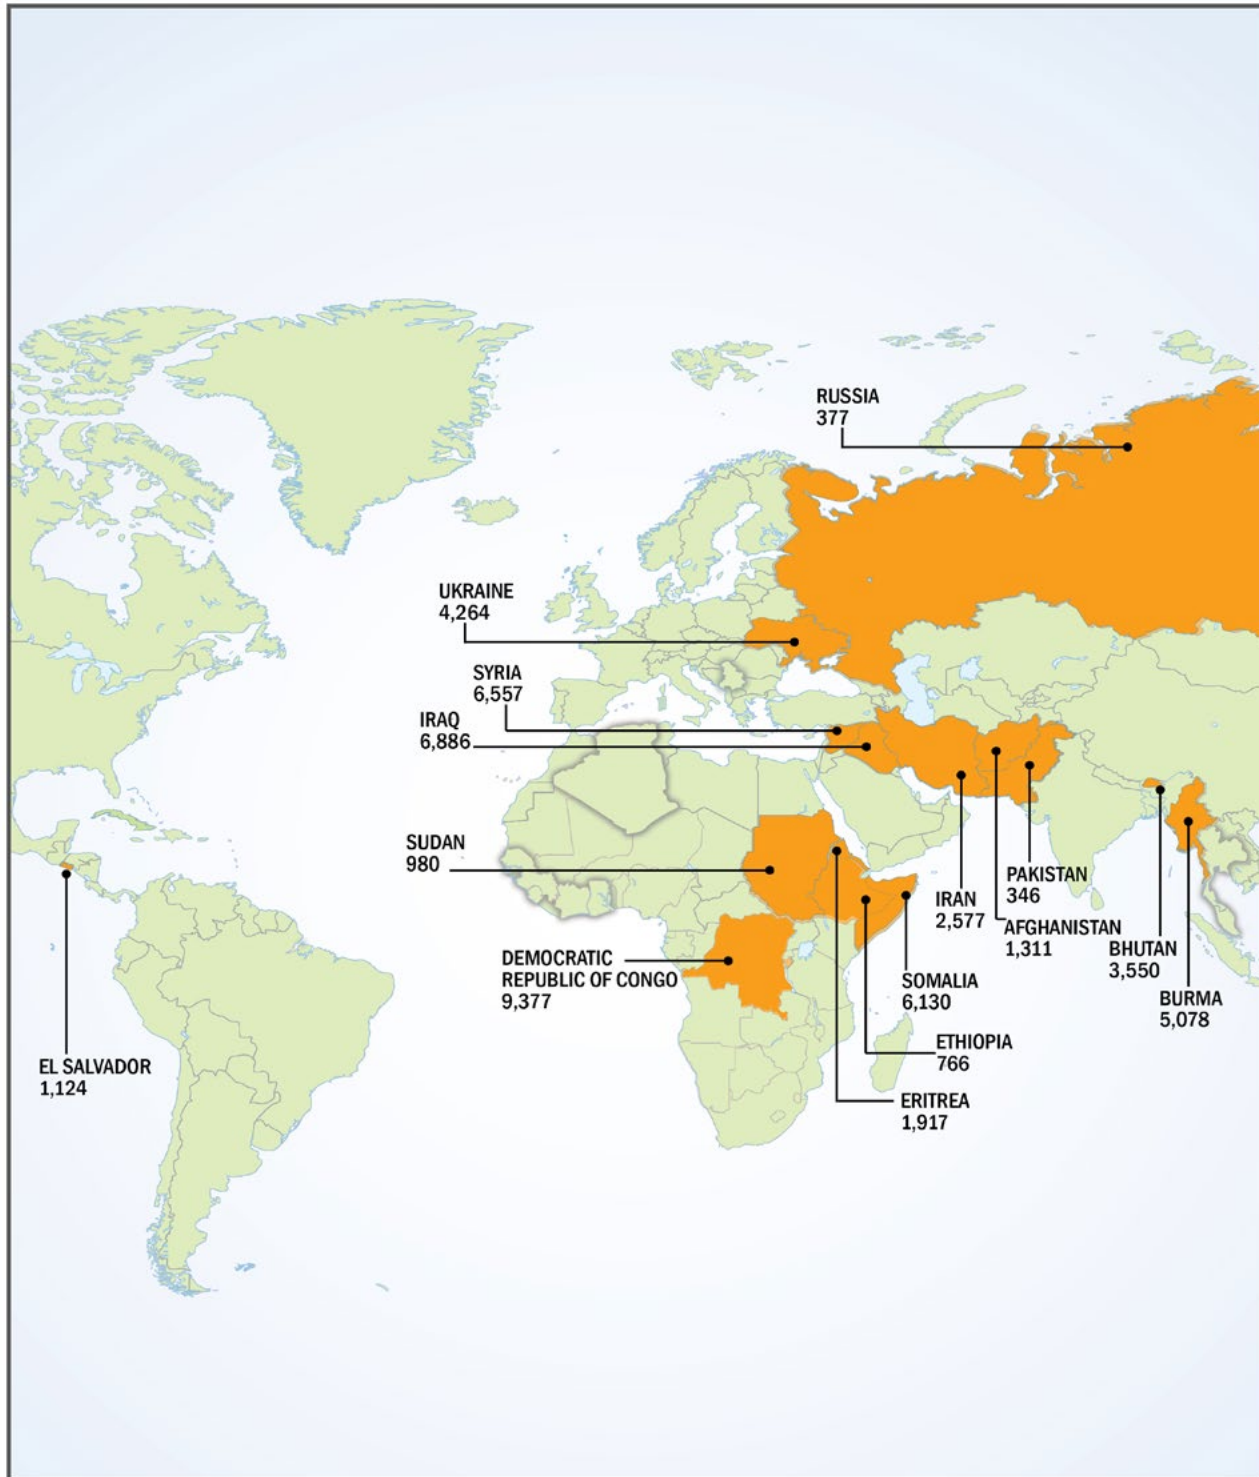 RUSSIA
377
UKRAINE
4,264
SYRIA
6,557
IRAQ
6,886
SUDAN
980
DEMOCRATIC
REPUBLIC OF CONGO
9,377
IRAN
2,577
PAKISTAN
346
AFGHANISTAN
1,311
BHUTAN
3,550
BURMA
5,078
SOMALIA
6,130
ETHIOPIA
766
ERITREA
1,917
EL SALVADOR
1,124